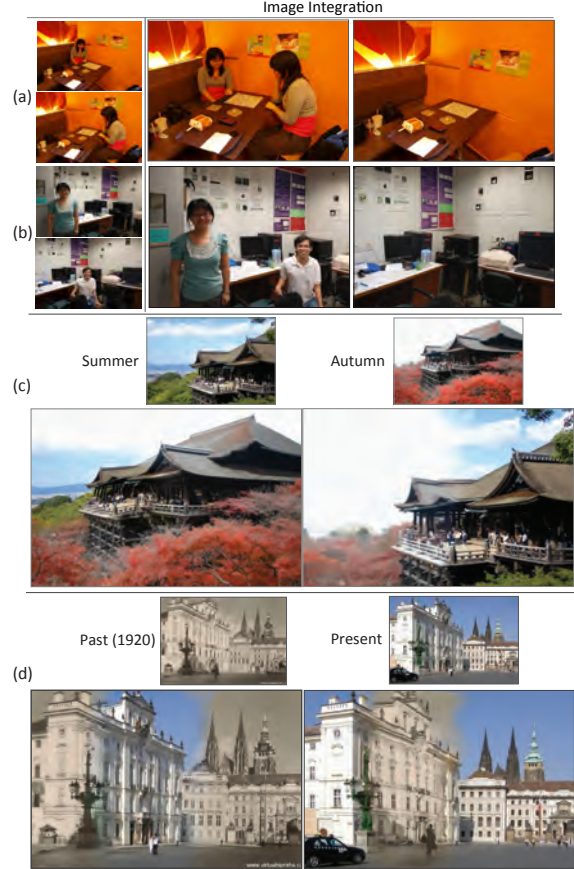 Image Integration
(a)
(b)
Summer
Autumn
(c)
Past (1920)
Present
(d)